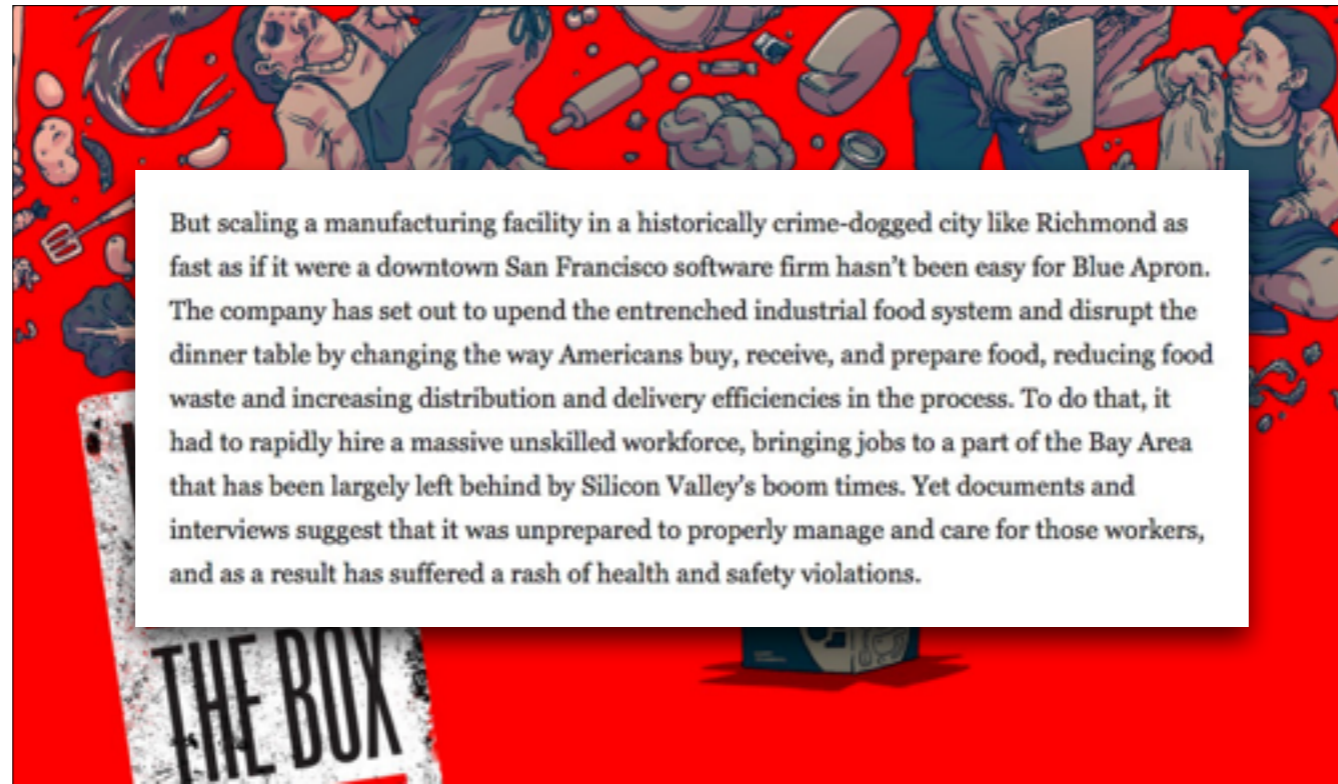 But scaling a manufacturing facility in a historically crime-dogged city like Richmond as
fast as if it were a downtown San Francisco software firm hasn't been easy for Blue Apron.
The company has set out to upend the entrenched industrial food system and disrupt the
dinner table by changing the way Americans buy, receive, and prepare food, reducing food
waste and increasing distribution and delivery efficiencies in the process. To do that, it
had to rapidly hire a massive unskilled workforce, bringing jobs to a part of the Bay Area
that has been largely left behind by Silicon Valley's boom times. Yet documents and
interviews suggest that it was unprepared to properly manage and care for those workers,
and as a result has suffered a rash of health and safety violations.
THE BOX